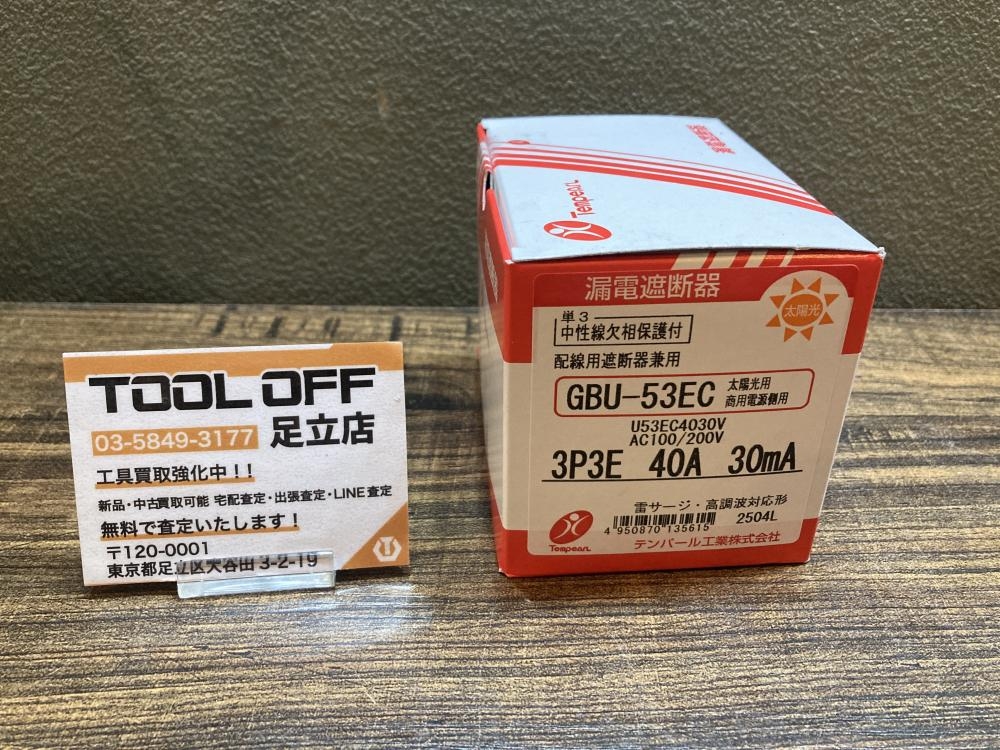 TOOL OFF
03-5849-3177 足立店
工具買取強化中！！
新品・中古買取可能 宅配査定・出張査定・LINE査定
無料で査定いたします！
〒120-0001
東京都足立区大谷田3-2-19
Tempearl
漏電遮断器
太陽光
単3
中性線欠相保護付
配線用遮断器兼用
GBU-53EC 太陽光用
商用電源側用
U53EC4030V
AC100/200V
3P3E 40A 30mA
雷サージ・高調波対応形
4 950870 135615 2504L
Tempearl テンパール工業株式会社